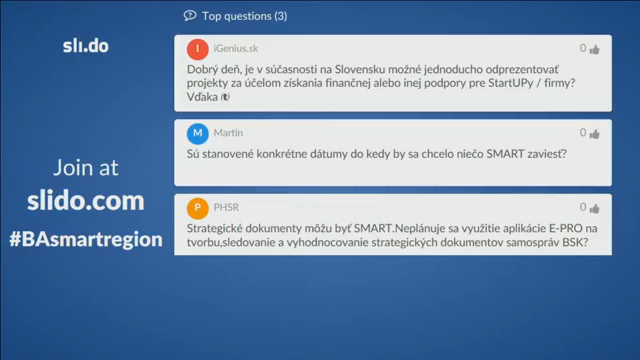 Top questions (3)
sli.do
iGenius.sk
0
Dobrý deň, je v súčasnosti na Slovensku možné jednoducho odprezentovať
projekty za účelom získania finančnej alebo inej podpory pre StartUPy / firmy?
Vďaka
Martin
0
Sú stanovené konkrétne dátumy do kedy by sa chcelo niečo SMART zaviesť?
Join at
slido.com
#BAsmartregion
PHSR
0
Strategické dokumenty môžu byť SMART.Neplánuje sa využitie aplikácie E-PRO na
tvorbu,sledovanie a vyhodnocovanie strategických dokumentov samospráv BSK?